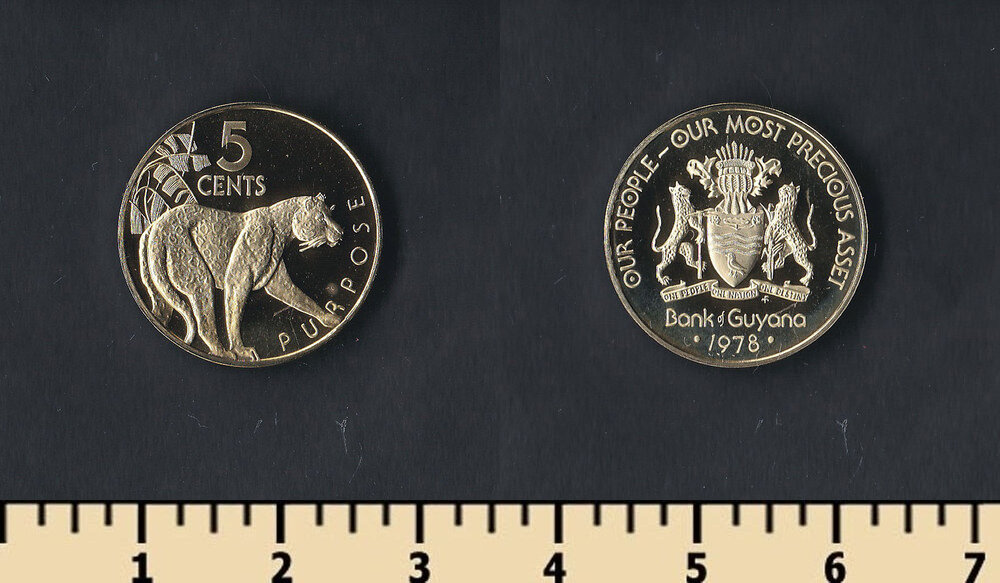 5
CENTS
PURPOSE
OUR PEOPLE – OUR MOST PRECIOUS ASSET
ONE PEOPLE ONE NATION ONE DESTINY
Bank of Guyana
• 1978 •
1 2 3 4 5 6 7